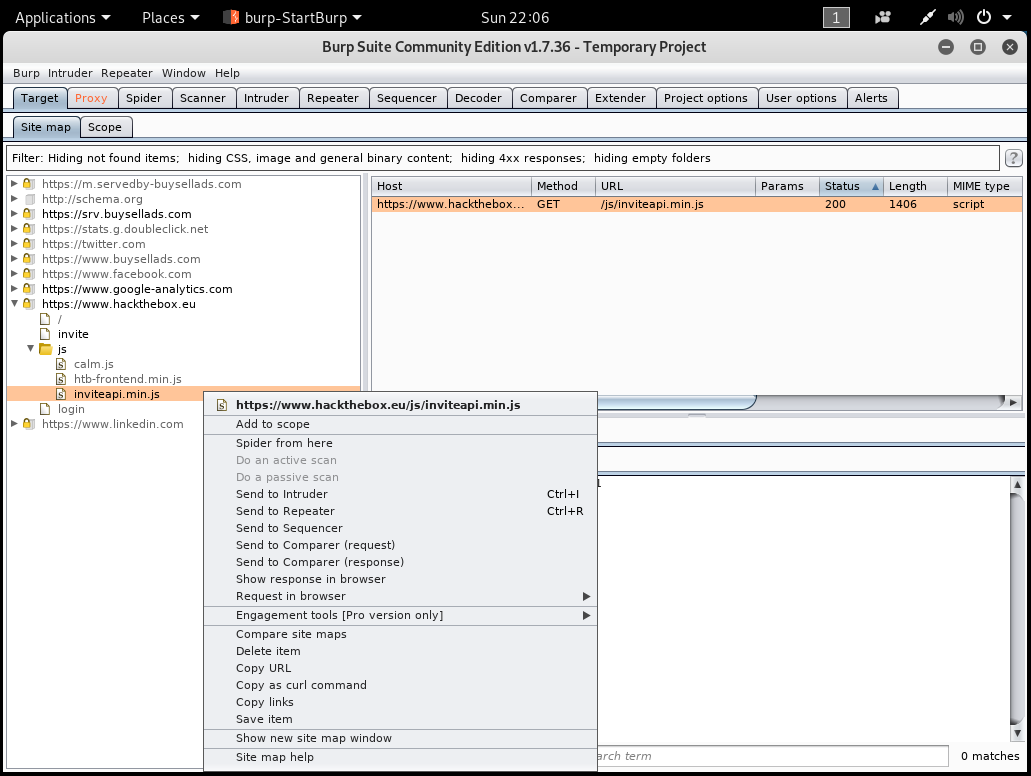 Applications Places burp-StartBurp Sun 22:06 1
Burp Suite Community Edition v1.7.36 - Temporary Project
Burp Intruder Repeater Window Help
Target Proxy Spider Scanner Intruder Repeater Sequencer Decoder Comparer Extender Project options User options Alerts
Site map Scope
Filter: Hiding not found items; hiding CSS, image and general binary content; hiding 4xx responses; hiding empty folders ?
https://m.servedby-buysellads.com
http://schema.org
https://srv.buysellads.com
https://stats.g.doubleclick.net
https://twitter.com
https://www.buysellads.com
https://www.facebook.com
https://www.google-analytics.com
https://www.hackthebox.eu
/
invite
js
calm.js
htb-frontend.min.js
inviteapi.min.js
login
https://www.linkedin.com
Host Method URL Params Status Length MIME type
https://www.hackthebox... GET /js/inviteapi.min.js 200 1406 script
https://www.hackthebox.eu/js/inviteapi.min.js
Add to scope
Spider from here
Do an active scan
Do a passive scan
Send to Intruder Ctrl+I
Send to Repeater Ctrl+R
Send to Sequencer
Send to Comparer (request)
Send to Comparer (response)
Show response in browser
Request in browser
Engagement tools [Pro version only]
Compare site maps
Delete item
Copy URL
Copy as curl command
Copy links
Save item
Show new site map window
Site map help
1
arch term 0 matches